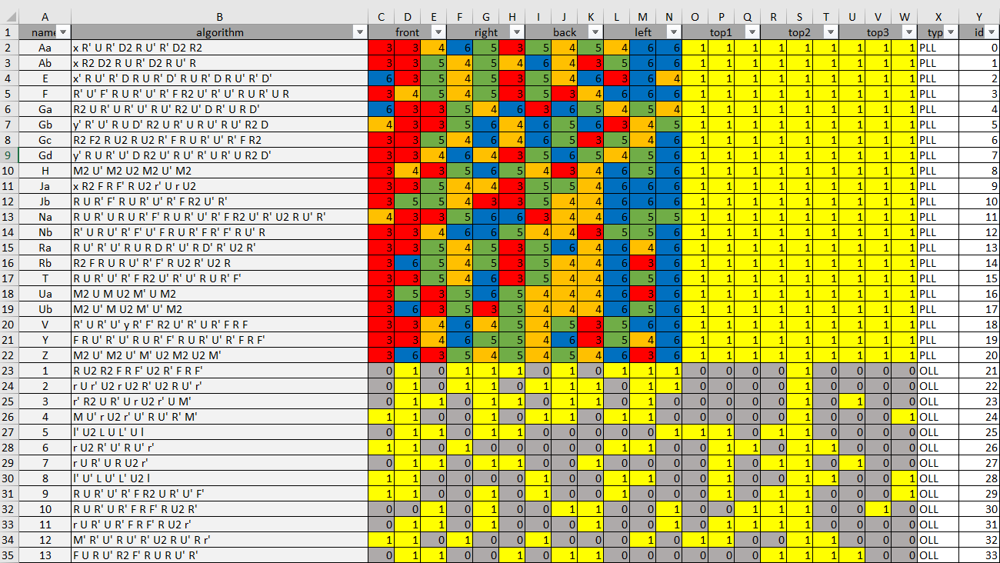 A B C D E F G H I J K L M N O P Q R S T U V W X Y
1 name algorithm front right back left top1 top2 top3 typ id
2 Aa x R' U R' D2 R U' R' D2 R2 3 3 4 6 5 3 5 4 5 4 6 6 1 1 1 1 1 1 1 1 1 PLL 0
3 Ab x R2 D2 R U R' D2 R U' R 3 3 5 4 5 4 6 4 3 5 6 6 1 1 1 1 1 1 1 1 1 PLL 1
4 E x' R U' R' D R U R' D' R U R' D R U' R' D' 6 3 5 4 5 3 5 4 6 3 6 4 1 1 1 1 1 1 1 1 1 PLL 2
5 F R' U' F' R U R' U' R' F R2 U' R' U' R U R' U R 3 4 5 4 5 3 5 3 4 6 6 6 1 1 1 1 1 1 1 1 1 PLL 3
6 Ga R2 U R' U R' U' R U' R2 U' D R' U R D' 6 3 3 5 4 6 3 6 5 4 5 4 1 1 1 1 1 1 1 1 1 PLL 4
7 Gb y' R' U' R U D' R2 U R' U R U' R U' R2 D 4 3 3 5 6 4 6 5 6 3 4 5 1 1 1 1 1 1 1 1 1 PLL 5
8 Gc R2 F2 R U2 R U2 R' F R U R' U' R' F R2 3 3 5 4 6 4 6 5 3 5 4 6 1 1 1 1 1 1 1 1 1 PLL 6
9 Gd y' R U R' U' D R2 U' R U' R' U R' U R2 D' 3 3 5 6 4 3 5 6 5 4 5 6 1 1 1 1 1 1 1 1 1 PLL 7
10 H M2 U' M2 U2 M2 U' M2 3 4 3 5 6 5 4 3 4 6 5 6 1 1 1 1 1 1 1 1 1 PLL 8
11 Ja x R2 F R F' R U2 r' U r U2 3 3 5 4 4 3 5 5 4 6 6 6 1 1 1 1 1 1 1 1 1 PLL 9
12 Jb R U R' F' R U R' U' R' F R2 U' R' 3 5 5 4 3 3 5 4 4 6 6 6 1 1 1 1 1 1 1 1 1 PLL 10
13 Na R U R' U R U R' F' R U R' U' R' F R2 U' R' U2 R U' R' 4 3 3 5 6 6 3 4 4 6 5 5 1 1 1 1 1 1 1 1 1 PLL 11
14 Nb R' U R U' R' F' U' F R U R' F R' F' R U' R 3 3 4 6 6 5 4 4 3 5 5 6 1 1 1 1 1 1 1 1 1 PLL 12
15 Ra R U' R' U' R U R D R' U' R D' R' U2 R' 3 3 5 4 5 3 5 6 4 6 4 6 1 1 1 1 1 1 1 1 1 PLL 13
16 Rb R2 F R U R U' R' F' R U2 R' U2 R 3 6 5 4 5 3 5 4 4 6 3 6 1 1 1 1 1 1 1 1 1 PLL 14
17 T R U R' U' R' F R2 U' R' U' R U R' F' 3 3 5 4 6 3 5 4 4 6 5 6 1 1 1 1 1 1 1 1 1 PLL 15
18 Ua M2 U M U2 M' U M2 3 5 3 5 6 5 4 4 4 6 3 6 1 1 1 1 1 1 1 1 1 PLL 16
19 Ub M2 U' M U2 M' U' M2 3 6 3 5 3 5 4 4 4 6 5 6 1 1 1 1 1 1 1 1 1 PLL 17
20 V R' U R' U' y R' F' R2 U' R' U R' F R F 3 3 4 6 4 5 4 5 3 5 6 6 1 1 1 1 1 1 1 1 1 PLL 18
21 Y F R U' R' U' R U R' F' R U R' U' R' F R F' 3 3 4 6 5 5 4 6 3 5 4 6 1 1 1 1 1 1 1 1 1 PLL 19
22 Z M2 U' M2 U' M' U2 M2 U2 M' 3 6 3 5 4 5 4 5 4 6 3 6 1 1 1 1 1 1 1 1 1 PLL 20
23 1 R U2 R2 F R F' U2 R' F R F' 0 1 0 1 1 1 0 1 0 1 1 1 0 0 0 0 1 0 0 0 0 OLL 21
24 2 r U r' U2 r U2 R' U2 R U' r' 0 1 0 0 1 0 1 1 1 0 1 1 0 0 0 0 1 0 0 0 0 OLL 22
25 3 r' R2 U R' U r U2 r' U M' 0 1 1 0 1 1 0 1 1 0 1 0 0 0 0 0 1 0 1 0 0 OLL 23
26 4 M U' r U2 r' U' R U' R' M' 1 1 0 0 1 0 1 1 0 1 1 0 0 0 0 0 1 0 0 0 1 OLL 24
27 5 l' U2 L U L' U l 0 1 0 1 1 0 0 0 0 0 0 1 1 1 0 1 1 0 0 0 0 OLL 25
28 6 r U2 R' U' R U' r' 1 1 0 1 0 0 0 0 0 1 1 0 0 1 1 0 1 1 0 0 0 OLL 26
29 7 r U R' U R U2 r' 0 1 1 0 1 1 0 0 1 0 0 0 0 1 0 1 1 0 1 0 0 OLL 27
30 8 l' U' L U' L' U2 l 1 1 0 0 0 0 1 0 0 1 1 0 0 1 0 0 1 1 0 0 1 OLL 28
31 9 R U R' U' R' F R2 U R' U' F' 1 1 0 0 1 0 1 0 0 1 0 0 0 1 0 1 1 0 0 0 1 OLL 29
32 10 R U R' U R' F R F' R U2 R' 0 0 1 0 1 0 0 1 1 0 0 1 0 0 1 1 1 0 0 1 0 OLL 30
33 11 r U R' U R' F R F' R U2 r' 0 1 1 0 1 0 0 0 1 0 0 1 0 1 1 1 1 0 0 0 0 OLL 31
34 12 M' R' U' R U' R' U2 R U' R r' 1 1 0 1 0 0 1 0 0 0 1 0 1 1 0 0 1 1 0 0 0 OLL 32
35 13 F U R U' R2 F' R U R U' R' 0 1 1 0 0 1 0 1 1 0 0 0 0 0 0 1 1 1 1 0 0 OLL 33